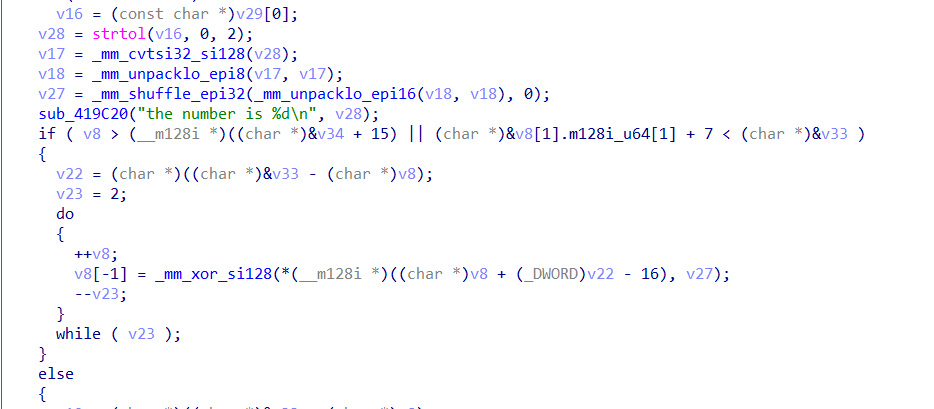 v16 = (const char *)v29[0];
v28 = strtol(v16, 0, 2);
v17 = _mm_cvtsi32_si128(v28);
v18 = _mm_unpacklo_epi8(v17, v17);
v27 = _mm_shuffle_epi32(_mm_unpacklo_epi16(v18, v18), 0);
sub_419C20("the number is %d\n", v28);
if ( v8 > (__m128i *)((char *)&v34 + 15) || (char *)&v8[1].m128i_u64[1] + 7 < (char *)&v33 )
{
v22 = (char *)((char *)&v33 - (char *)v8);
v23 = 2;
do
{
++v8;
v8[-1] = _mm_xor_si128(*(__m128i *)((char *)v8 + (_DWORD)v22 - 16), v27);
--v23;
}
while ( v23 );
}
else
{